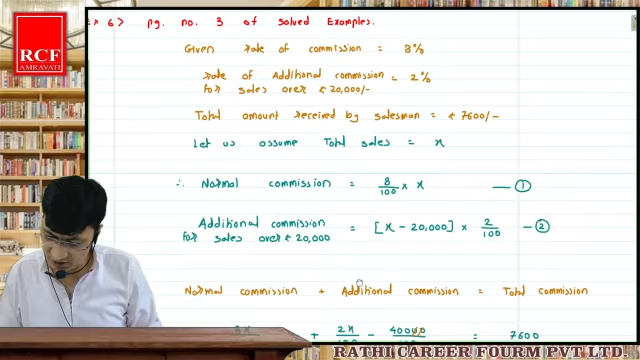 RCF
AMRAVATI
x 6> pg. no. 3 of Solved Examples.
Given rate of commission = 8%
rate of Additional commission = 2%
for sales over ₹ 20,000/-
Total amount received by salesman = ₹ 7600/-
Let us assume Total sales = x
∴ Normal commission = 8/100 × x — ①
Additional commission = [x - 20,000] × 2/100 — ②
for sales over ₹ 20,000
Normal commission + Additional commission = Total commission
8x + 2x/100 - 40000 = 7600
RATHI CAREER FOURM PVT LTD